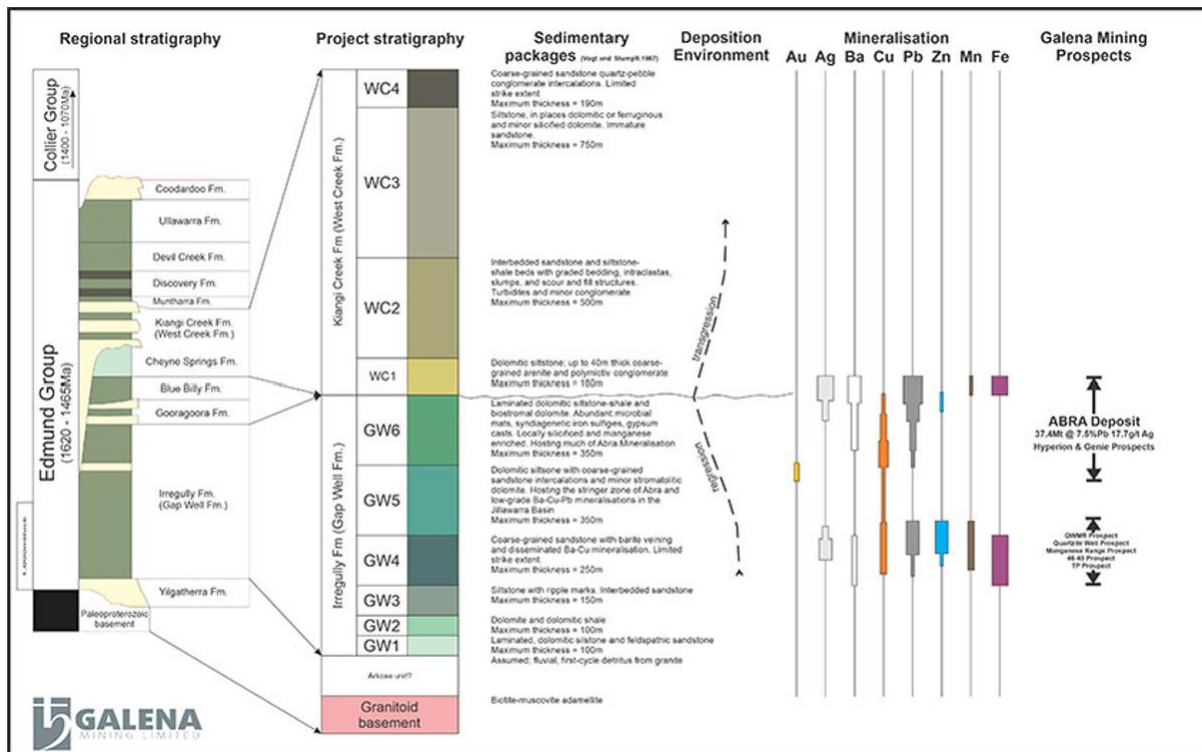 Regional stratigraphy
Project stratigraphy
Sedimentary
packages (Vogt and Stumpfl.1987)
Deposition
Environment
Mineralisation
Au Ag Ba Cu Pb Zn Mn Fe
Galena Mining
Prospects
Collier Group
(1400 - 1070Ma)
Edmund Group
(1620 - 1465Ma)
Coodardoo Fm.
Ullawarra Fm.
Devil Creek Fm.
Discovery Fm.
Muntharra Fm.
Kiangi Creek Fm.
(West Creek Fm.)
Cheyne Springs Fm.
Blue Billy Fm.
Gooragoora Fm.
Irregully Fm.
(Gap Well Fm.)
Yilgatherra Fm.
Paleoproterozoic
basement
Kiangi Creek Fm (West Creek Fm.)
Irregully Fm (Gap Well Fm.)
WC4
WC3
WC2
WC1
GW6
GW5
GW4
GW3
GW2
GW1
Arkose unit?
Granitoid
basement
Coarse-grained sandstone quartz-pebble
conglomerate intercalations. Limited
strike extent
Maximum thickness = 190m
Siltstone, in places dolomitic or ferruginous
and minor silicified dolomite. Immature
sandstone.
Maximum thickness = 750m
Interbedded sandstone and siltstone-
shale beds with graded bedding, intraclastas,
slumps, and scour and fill structures.
Turbidites and minor conglomerate
Maximum thickness = 500m
Dolomitic siltstone; up to 40m thick coarse-
grained arenite and polymictiv conglomerate
Maximum thickness = 180m
Laminated dolomitic siltstone-shale and
biostromal dolomite. Abundant microbial
mats, syndiagenetic iron sulfiges, gypsum
casts. Locally silicificed and manganese
enriched. Hosting much of Abra Mineralisation
Maximum thickness = 350m
Dolomitic siltsone with coarse-grained
sandstone intercalations and minor stromatolitic
dolomite. Hosting the stringer zone of Abra and
low-grade Ba-Cu-Pb mineralisations in the
Jillawarra Basin
Maximum thickness = 350m
Coarse-grained sandstone with barite veining
and disseminated Ba-Cu mineralisation. Limited
strike extent.
Maximum thickness = 250m
Siltstone with ripple marks. Interbedded sandstone
Maximum thickness = 150m
Dolomite and dolomitic shale
Maximum thickness = 100m
Laminated, dolomitic silstone and feldspathic sandstone
Maximum thickness = 100m
Assumed; fluvial, first-cycle detritus from granite
Biotite-muscovite adamellite
transgression
regression
ABRA Deposit
37.4Mt @ 7.5%Pb 17.7g/t Ag
Hyperion & Genie Prospects
Prospect
Quartzite Well Prospect
Manganese Range Prospect
46-40 Prospect
TP Prospect
GALENA
MINING LIMITED